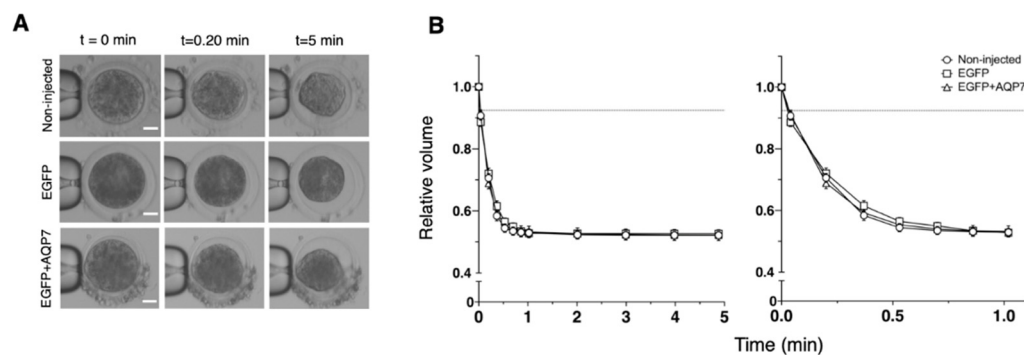 A
t = 0 min
t=0.20 min
t=5 min
Non-injected
EGFP
EGFP+AQP7
B
Relative volume
1.0
0.8
0.6
0.4
0
0
1
2
3
4
5
1.0
0.8
0.6
0.4
0
0.0
0.5
1.0
Non-injected
EGFP
EGFP+AQP7
Time (min)